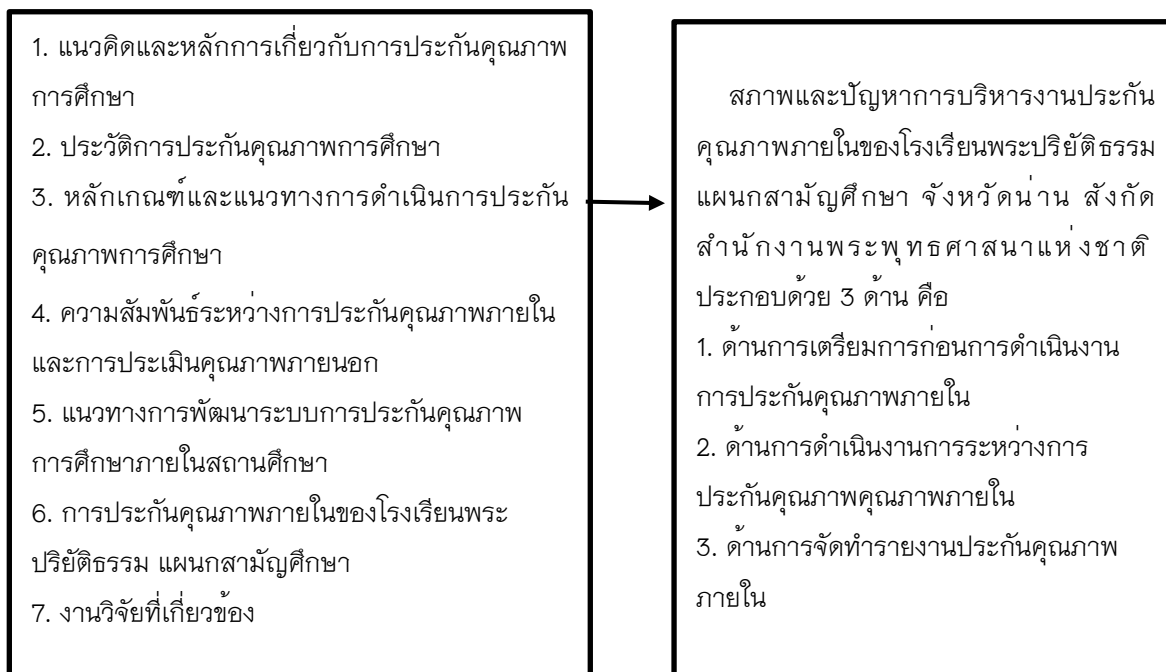 1. แนวคิดและหลักการเกี่ยวกับการประกันคุณภาพ
การศึกษา
2. ประวัติการประกันคุณภาพการศึกษา
3. หลักเกณฑ์และแนวทางการดำเนินการประกัน
คุณภาพการศึกษา
4. ความสัมพันธ์ระหว่างการประกันคุณภาพภายใน
และการประเมินคุณภาพภายนอก
5. แนวทางการพัฒนาระบบการประกันคุณภาพ
การศึกษาภายในสถานศึกษา
6. การประกันคุณภาพภายในของโรงเรียนพระ
ปริยัติธรรม แผนกสามัญศึกษา
7. งานวิจัยที่เกี่ยวข้อง
สภาพและปัญหาการบริหารงานประกัน
คุณภาพภายในของโรงเรียนพระปริยัติธรรม
แผนกสามัญศึกษา จังหวัดน่าน สังกัด
สำนักงานพระพุทธศาสนาแห่งชาติ
ประกอบด้วย 3 ด้าน คือ
1. ด้านการเตรียมการก่อนการดำเนินงาน
การประกันคุณภาพภายใน
2. ด้านการดำเนินงานการระหว่างการ
ประกันคุณภาพคุณภาพภายใน
3. ด้านการจัดทำรายงานประกันคุณภาพ
ภายใน